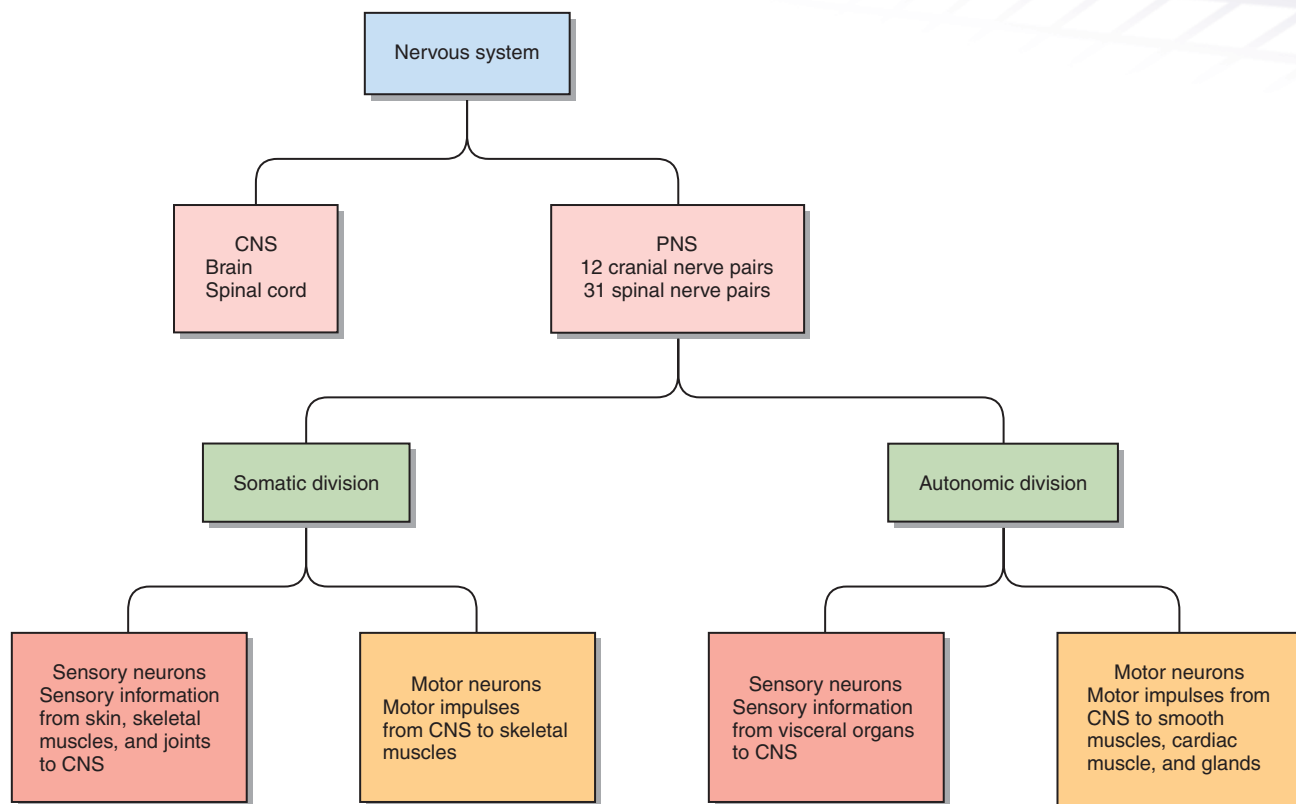 Nervous system
CNS
Brain
Spinal cord
PNS
12 cranial nerve pairs
31 spinal nerve pairs
Somatic division
Autonomic division
Sensory neurons
Sensory information
from skin, skeletal
muscles, and joints
to CNS
Motor neurons
Motor impulses
from CNS to skeletal
muscles
Sensory neurons
Sensory information
from visceral organs
to CNS
Motor neurons
Motor impulses from
CNS to smooth
muscles, cardiac
muscle, and glands